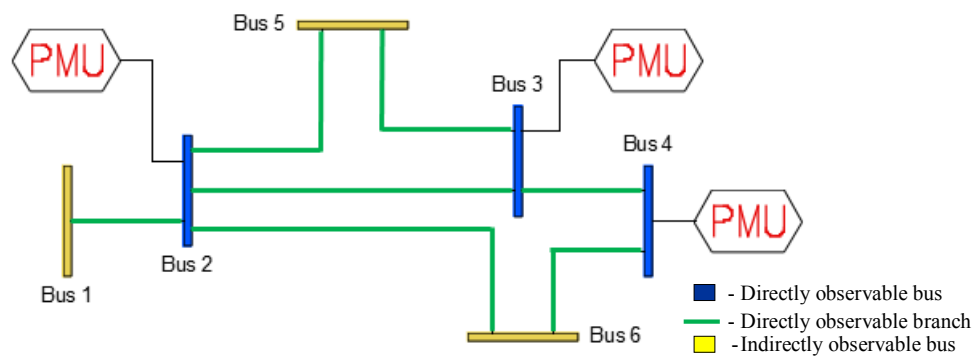 Bus 5
PMU
PMU
Bus 3
Bus 4
PMU
Bus 2
Bus 1
Bus 6
- Directly observable bus
- Directly observable branch
-Indirectly observable bus